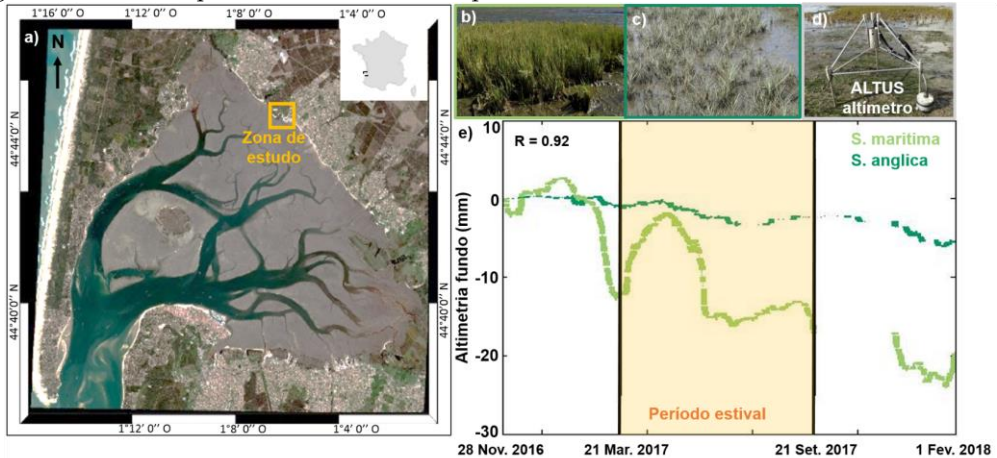 1°16´ 0´´ O
1°12´ 0´´ O
1°8´ 0´´ O
1°4´ 0´´ O
a)
N
Zona de
estudo
44°44´ 0´´ N
44°40´ 0´´ N
44°44´ 0´´ N
44°40´ 0´´ N
1°12´ 0´´ O
1°8´ 0´´ O
1°4´ 0´´ O
b)
c)
d)
ALTUS
altímetro
e)
R = 0.92
S. maritima
S. anglica
Altimetria fundo (mm)
10
0
-10
-20
-30
Período estival
28 Nov. 2016
21 Mar. 2017
21 Set. 2017
1 Fev. 2018